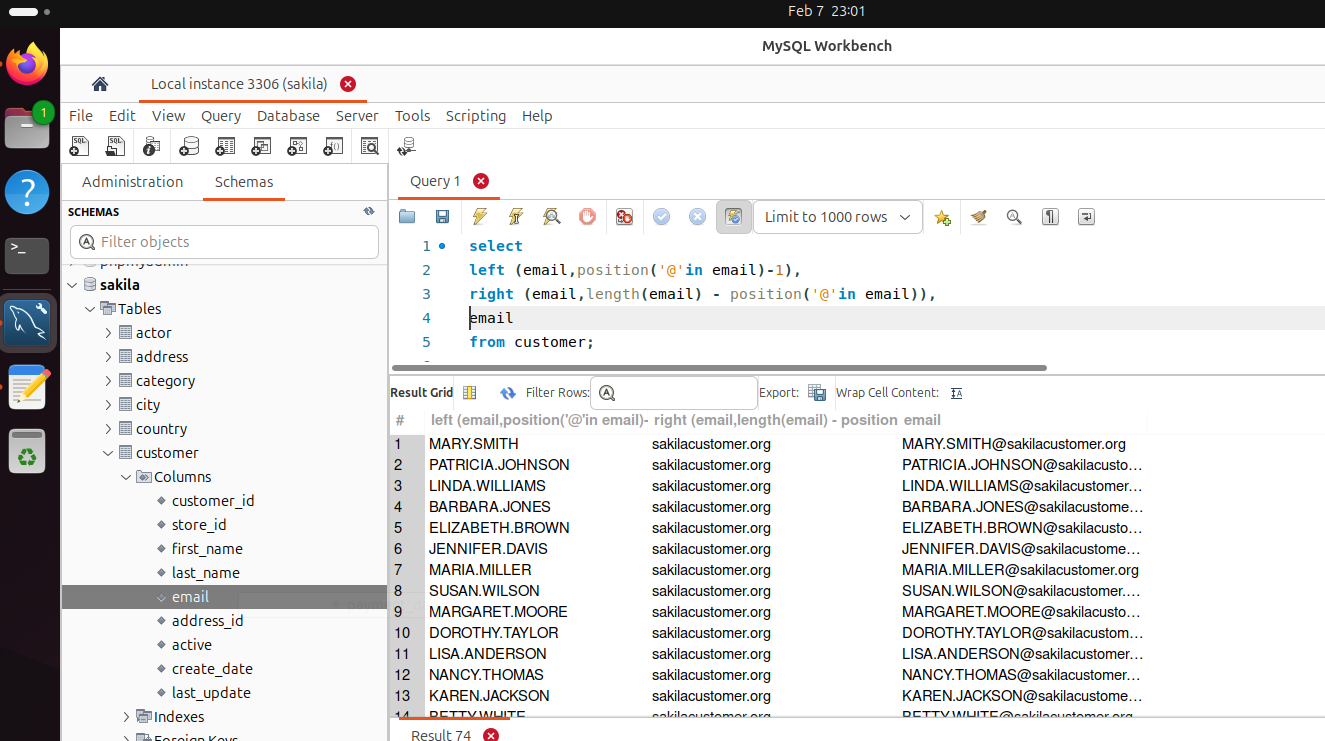 Feb 7 23:01
MySQL Workbench
Local instance 3306 (sakila)
File Edit View Query Database Server Tools Scripting Help
Administration Schemas
Query 1
SCHEMAS
Filter objects
phpmyadmin
sakila
Tables
actor
address
category
city
country
customer
Columns
customer_id
store_id
first_name
last_name
email
address_id
active
create_date
last_update
Indexes
Foreign Keys
Limit to 1000 rows
1 select
2 left (email,position('@'in email)-1),
3 right (email,length(email) - position('@'in email)),
4 email
5 from customer;
Result Grid Filter Rows: Export: Wrap Cell Content:
# left (email,position('@'in email)- right (email,length(email) - position email
1 MARY.SMITH sakilacustomer.org MARY.SMITH@sakilacustomer.org
2 PATRICIA.JOHNSON sakilacustomer.org PATRICIA.JOHNSON@sakilacusto…
3 LINDA.WILLIAMS sakilacustomer.org LINDA.WILLIAMS@sakilacustomer…
4 BARBARA.JONES sakilacustomer.org BARBARA.JONES@sakilacustome…
5 ELIZABETH.BROWN sakilacustomer.org ELIZABETH.BROWN@sakilacusto…
6 JENNIFER.DAVIS sakilacustomer.org JENNIFER.DAVIS@sakilacustome…
7 MARIA.MILLER sakilacustomer.org MARIA.MILLER@sakilacustomer.org
8 SUSAN.WILSON sakilacustomer.org SUSAN.WILSON@sakilacustomer.…
9 MARGARET.MOORE sakilacustomer.org MARGARET.MOORE@sakilacusto…
10 DOROTHY.TAYLOR sakilacustomer.org DOROTHY.TAYLOR@sakilacustom…
11 LISA.ANDERSON sakilacustomer.org LISA.ANDERSON@sakilacustomer…
12 NANCY.THOMAS sakilacustomer.org NANCY.THOMAS@sakilacustomer…
13 KAREN.JACKSON sakilacustomer.org KAREN.JACKSON@sakilacustome…
14 BETTY.WHITE sakilacustomer.org BETTY.WHITE@sakilacustomer.org
Result 74